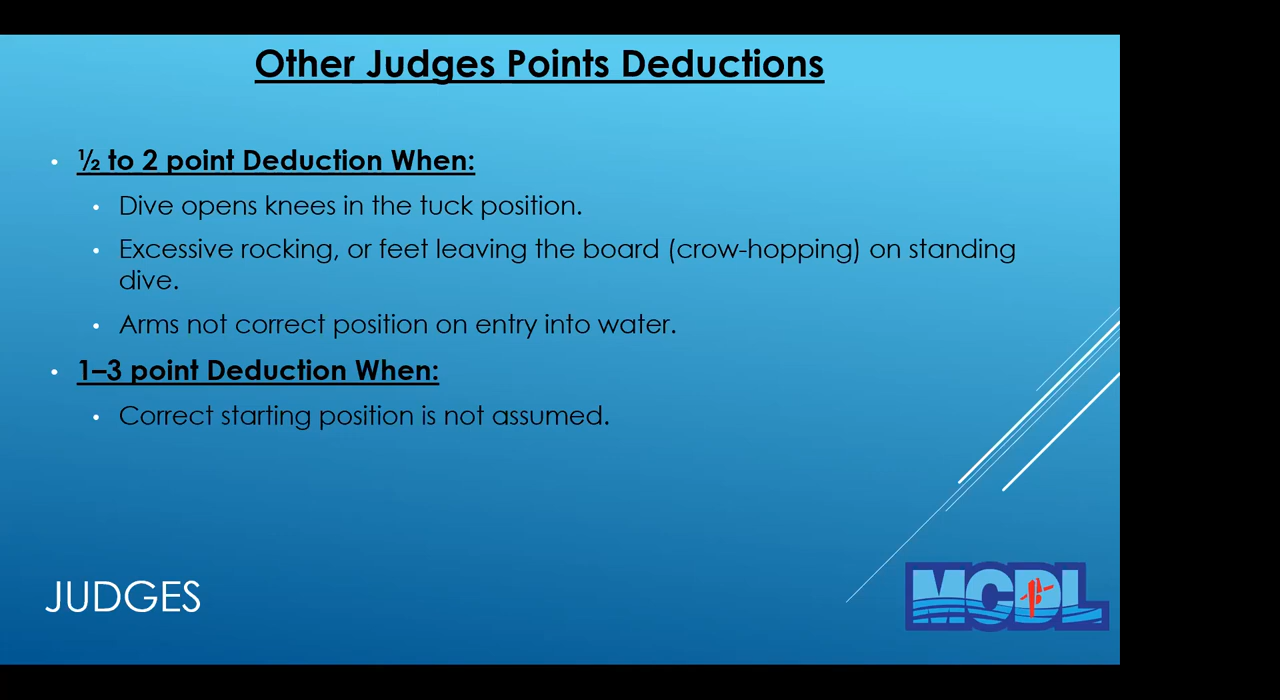 Other Judges Points Deductions
• ½ to 2 point Deduction When:
• Dive opens knees in the tuck position.
• Excessive rocking, or feet leaving the board (crow-hopping) on standing
dive.
• Arms not correct position on entry into water.
• 1–3 point Deduction When:
• Correct starting position is not assumed.
JUDGES
MCDL